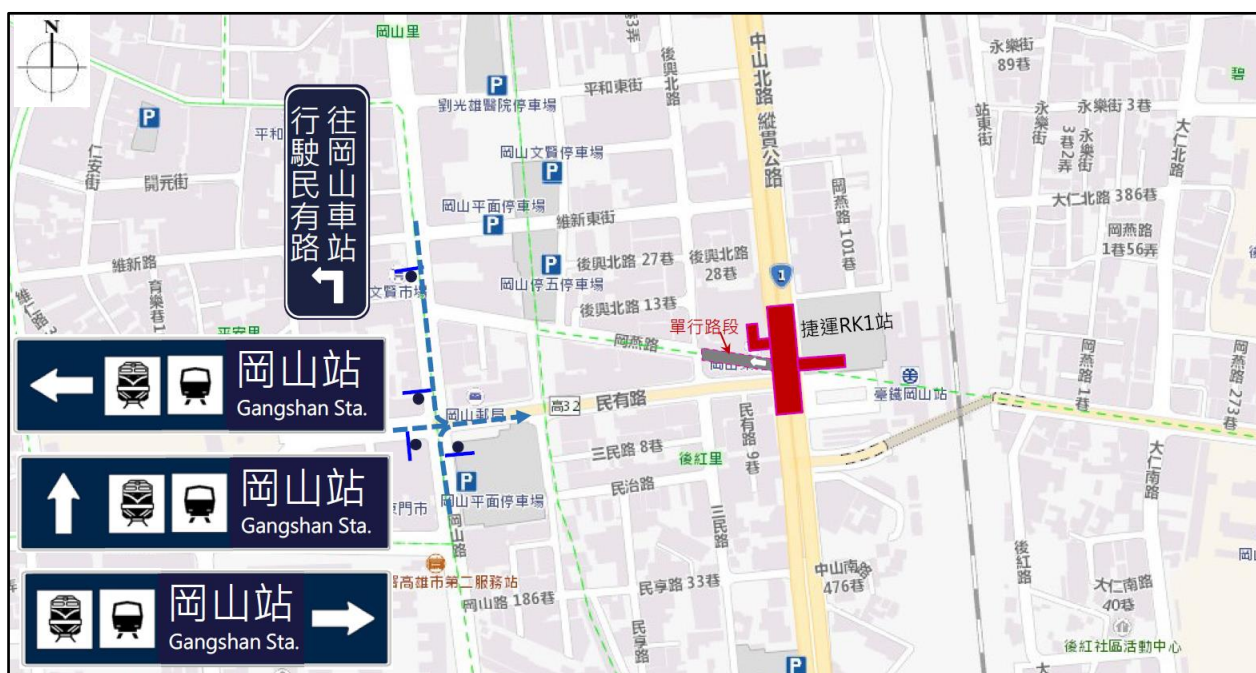 N
岡山里
往岡山車站
行駛民有路
P
仁安街
開元街
維新路
育樂巷1
平安里
文賢市場
P
劉光雄醫院停車場
平和東街
後興北路
岡山文賢停車場
P
岡山平面停車場
P
維新東街
P
岡山停五停車場
後興北路 27巷
後興北路
28巷
後興北路 13巷
岡燕路
單行路段
中山北路 縱貫公路
1
捷運RK1站
岡燕路 101巷
臺鐵岡山站
永樂街
89巷
站東街
永樂街
永樂街 3巷
永樂街
3巷2弄
碧
大仁北路
大仁北路 386巷
岡燕路
1巷56弄
岡燕路 1巷
岡燕路 273巷
岡山站
Gangshan Sta.
岡山站
Gangshan Sta.
岡山站
Gangshan Sta.
岡山郵局
高32
民有路
三民路 8巷
後紅里
民有路 9巷
民治路
三民路
P
岡山平面停車場
岡山路
高雄市第二服務站
岡山路 186巷
民享路 33巷
民享路
中山南路
476巷
P
後紅路
大仁南路
大仁南路
40巷
後紅社區活動中心